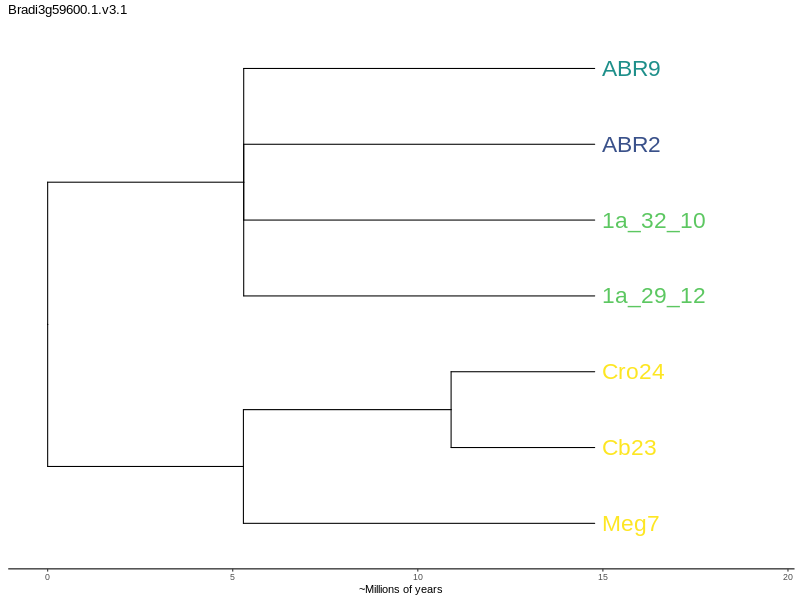 Bradi3g59600.1.v3.1
ABR9
ABR2
1a_32_10
1a_29_12
Cro24
Cb23
Meg7
0 5 10 15 20
~Millions of years